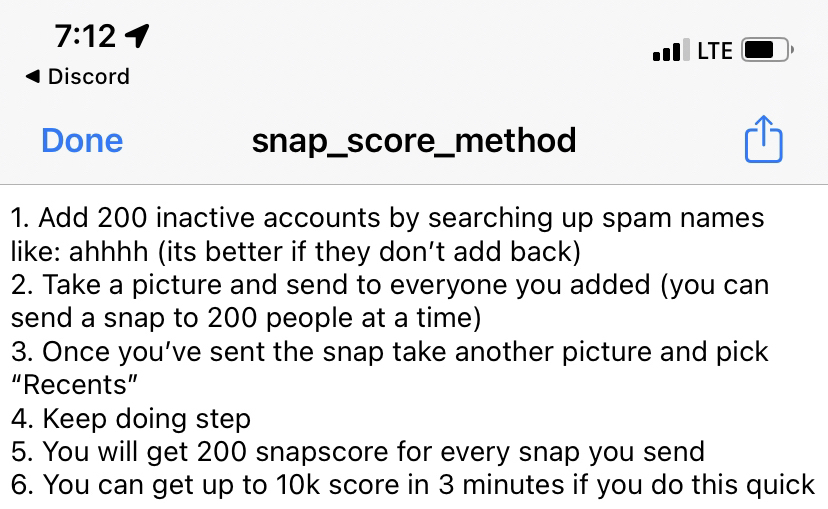 7:12
LTE
◀ Discord
Done
snap_score_method
1. Add 200 inactive accounts by searching up spam names
like: ahhhh (its better if they don’t add back)
2. Take a picture and send to everyone you added (you can
send a snap to 200 people at a time)
3. Once you’ve sent the snap take another picture and pick
“Recents”
4. Keep doing step
5. You will get 200 snapscore for every snap you send
6. You can get up to 10k score in 3 minutes if you do this quick